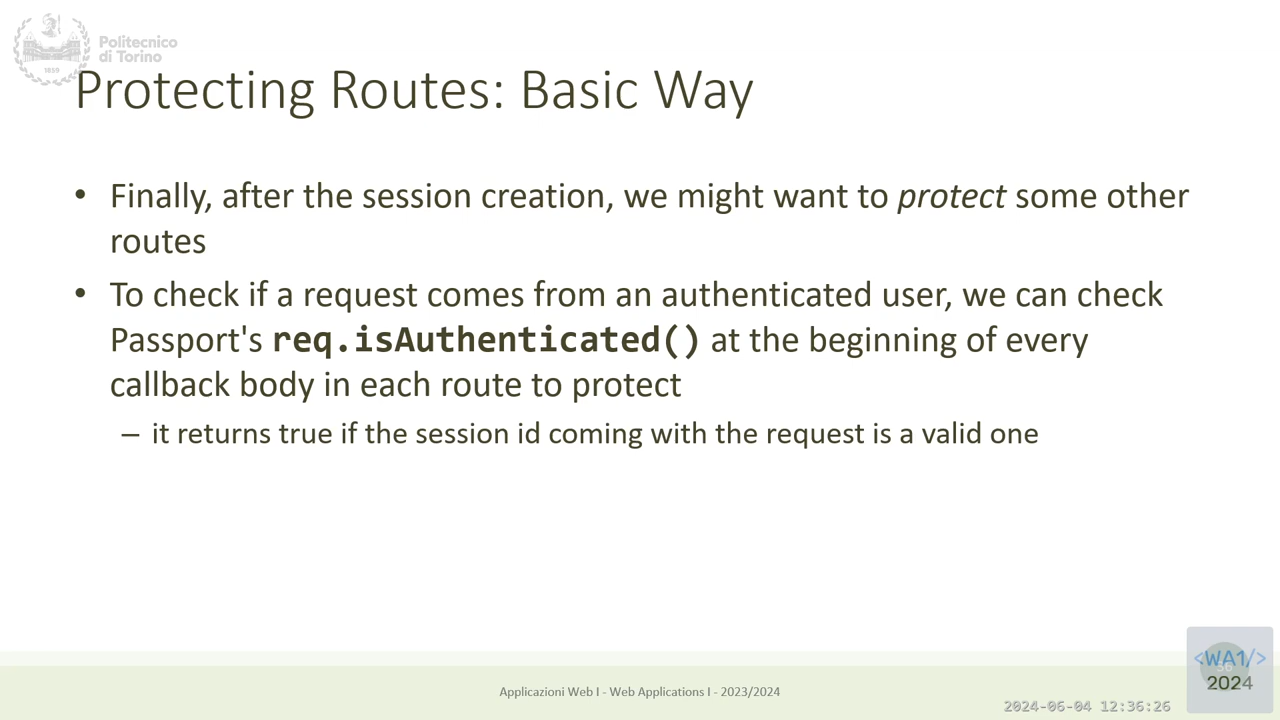 Politecnico
di Torino
1859
Protecting Routes: Basic Way
• Finally, after the session creation, we might want to protect some other
routes
• To check if a request comes from an authenticated user, we can check
Passport's req.isAuthenticated() at the beginning of every
callback body in each route to protect
– it returns true if the session id coming with the request is a valid one
Applicazioni Web I - Web Applications I - 2023/2024
2024-06-04 12:36:26
<WA1/>
2024